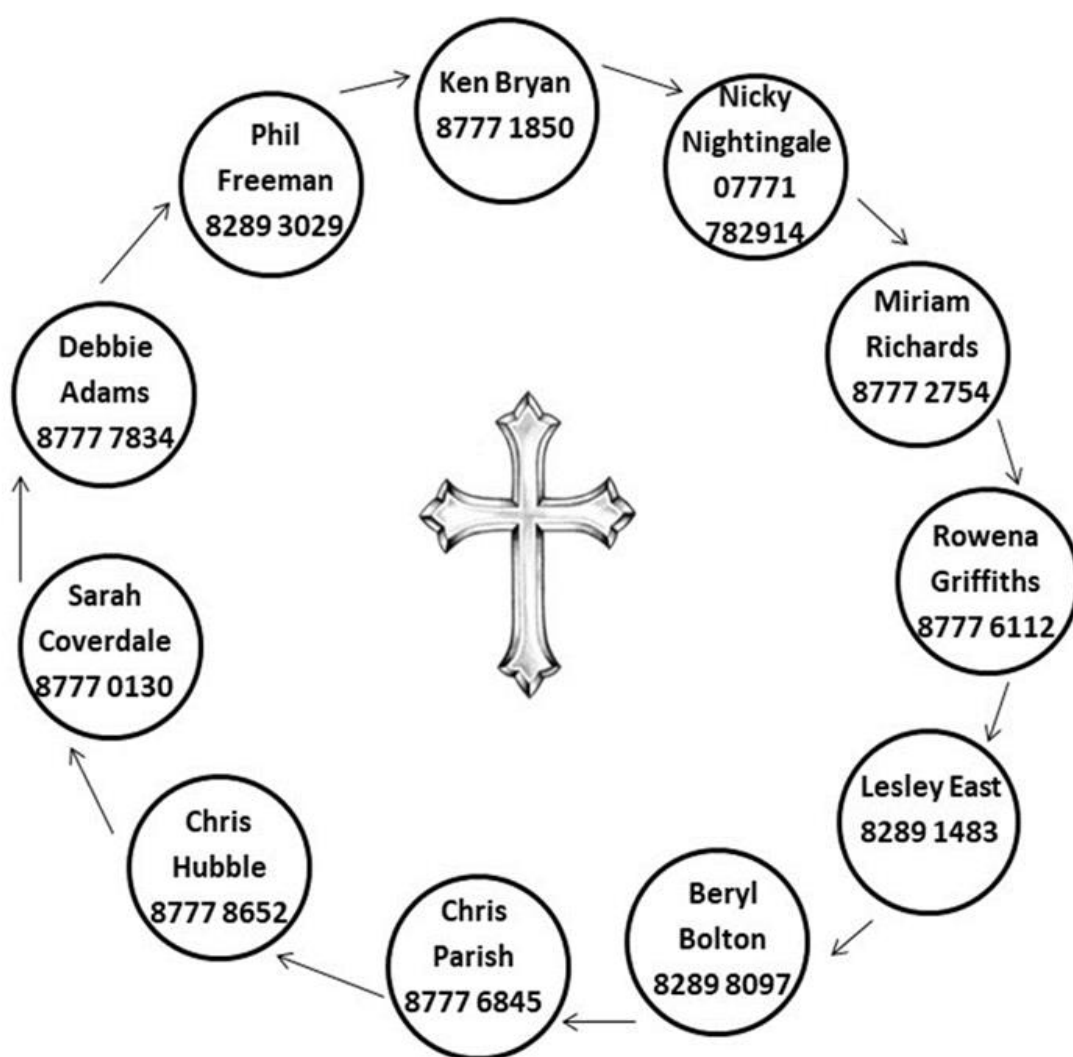 Ken Bryan
8777 1850
Nicky
Nightingale
07771
782914
Miriam
Richards
8777 2754
Rowena
Griffiths
8777 6112
Lesley East
8289 1483
Beryl
Bolton
8289 8097
Chris
Parish
8777 6845
Chris
Hubble
8777 8652
Sarah
Coverdale
8777 0130
Debbie
Adams
8777 7834
Phil
Freeman
8289 3029